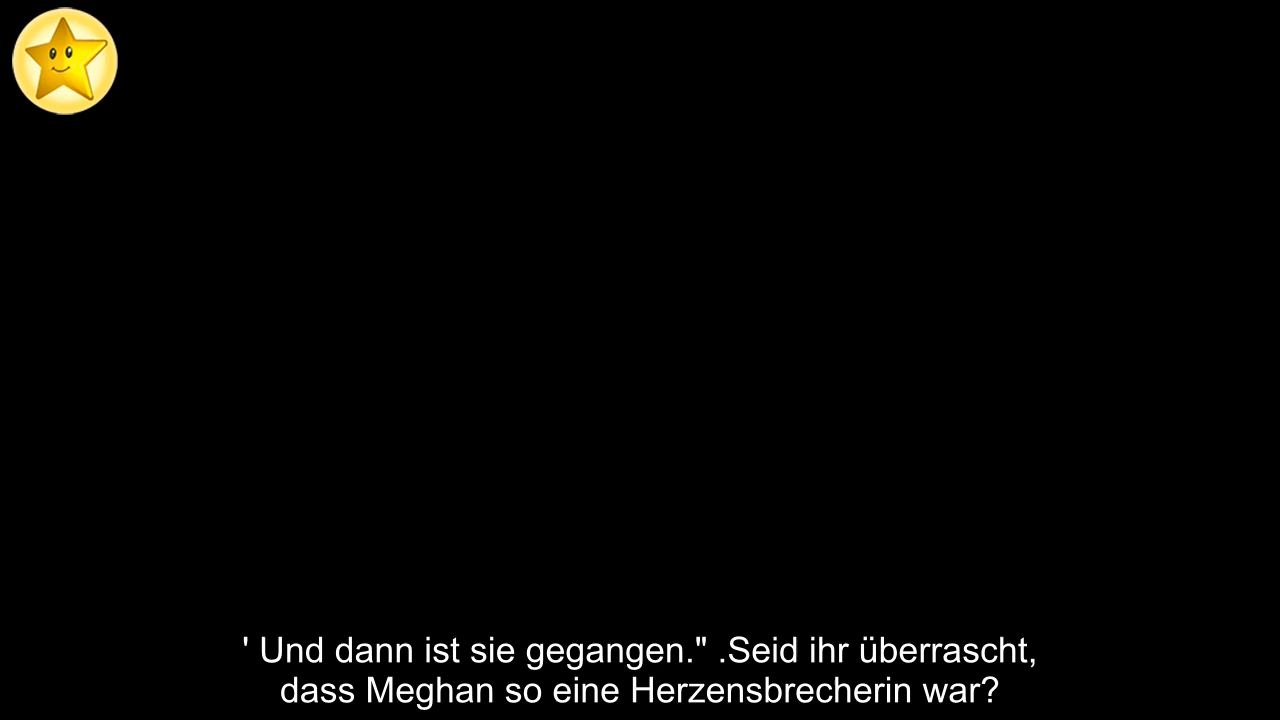 ' Und dann ist sie gegangen." .Seid ihr überrascht,
dass Meghan so eine Herzensbrecherin war?